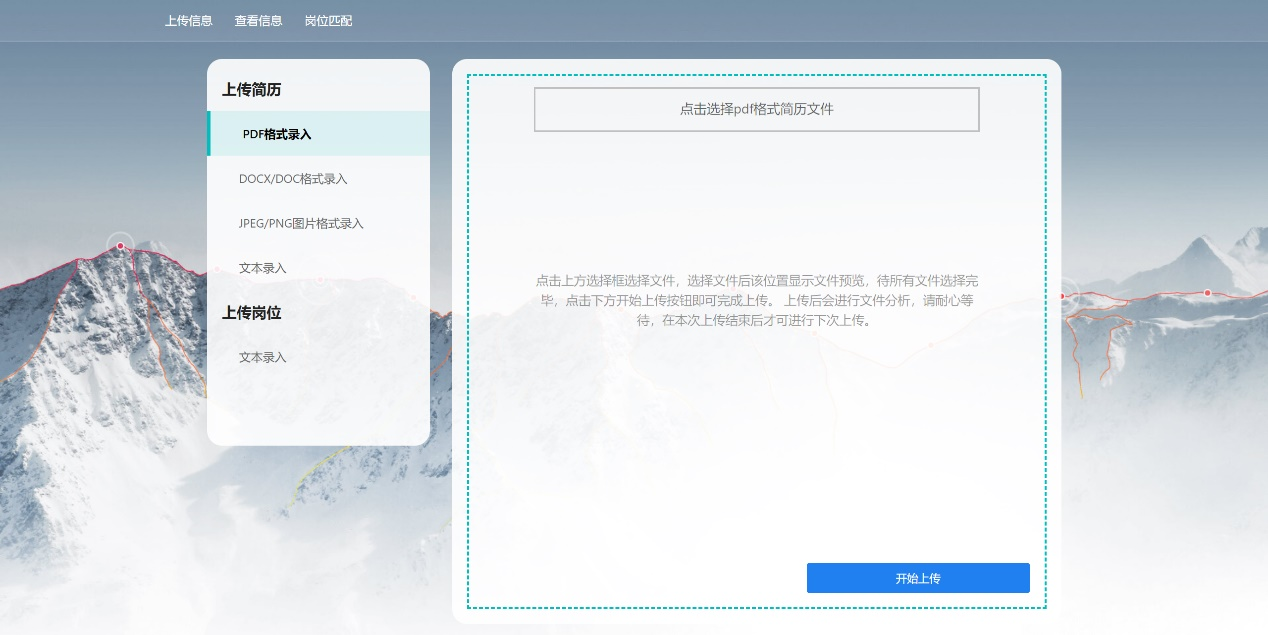 上传信息 查看信息 岗位匹配
上传简历
PDF格式录入
DOCX/DOC格式录入
JPEG/PNG图片格式录入
文本录入
上传岗位
文本录入
点击选择pdf格式简历文件
点击上方选择框选择文件，选择文件后该位置显示文件预览，待所有文件选择完
毕，点击下方开始上传按钮即可完成上传。 上传后会进行文件分析，请耐心等
待，在本次上传结束后才可进行下次上传。
开始上传